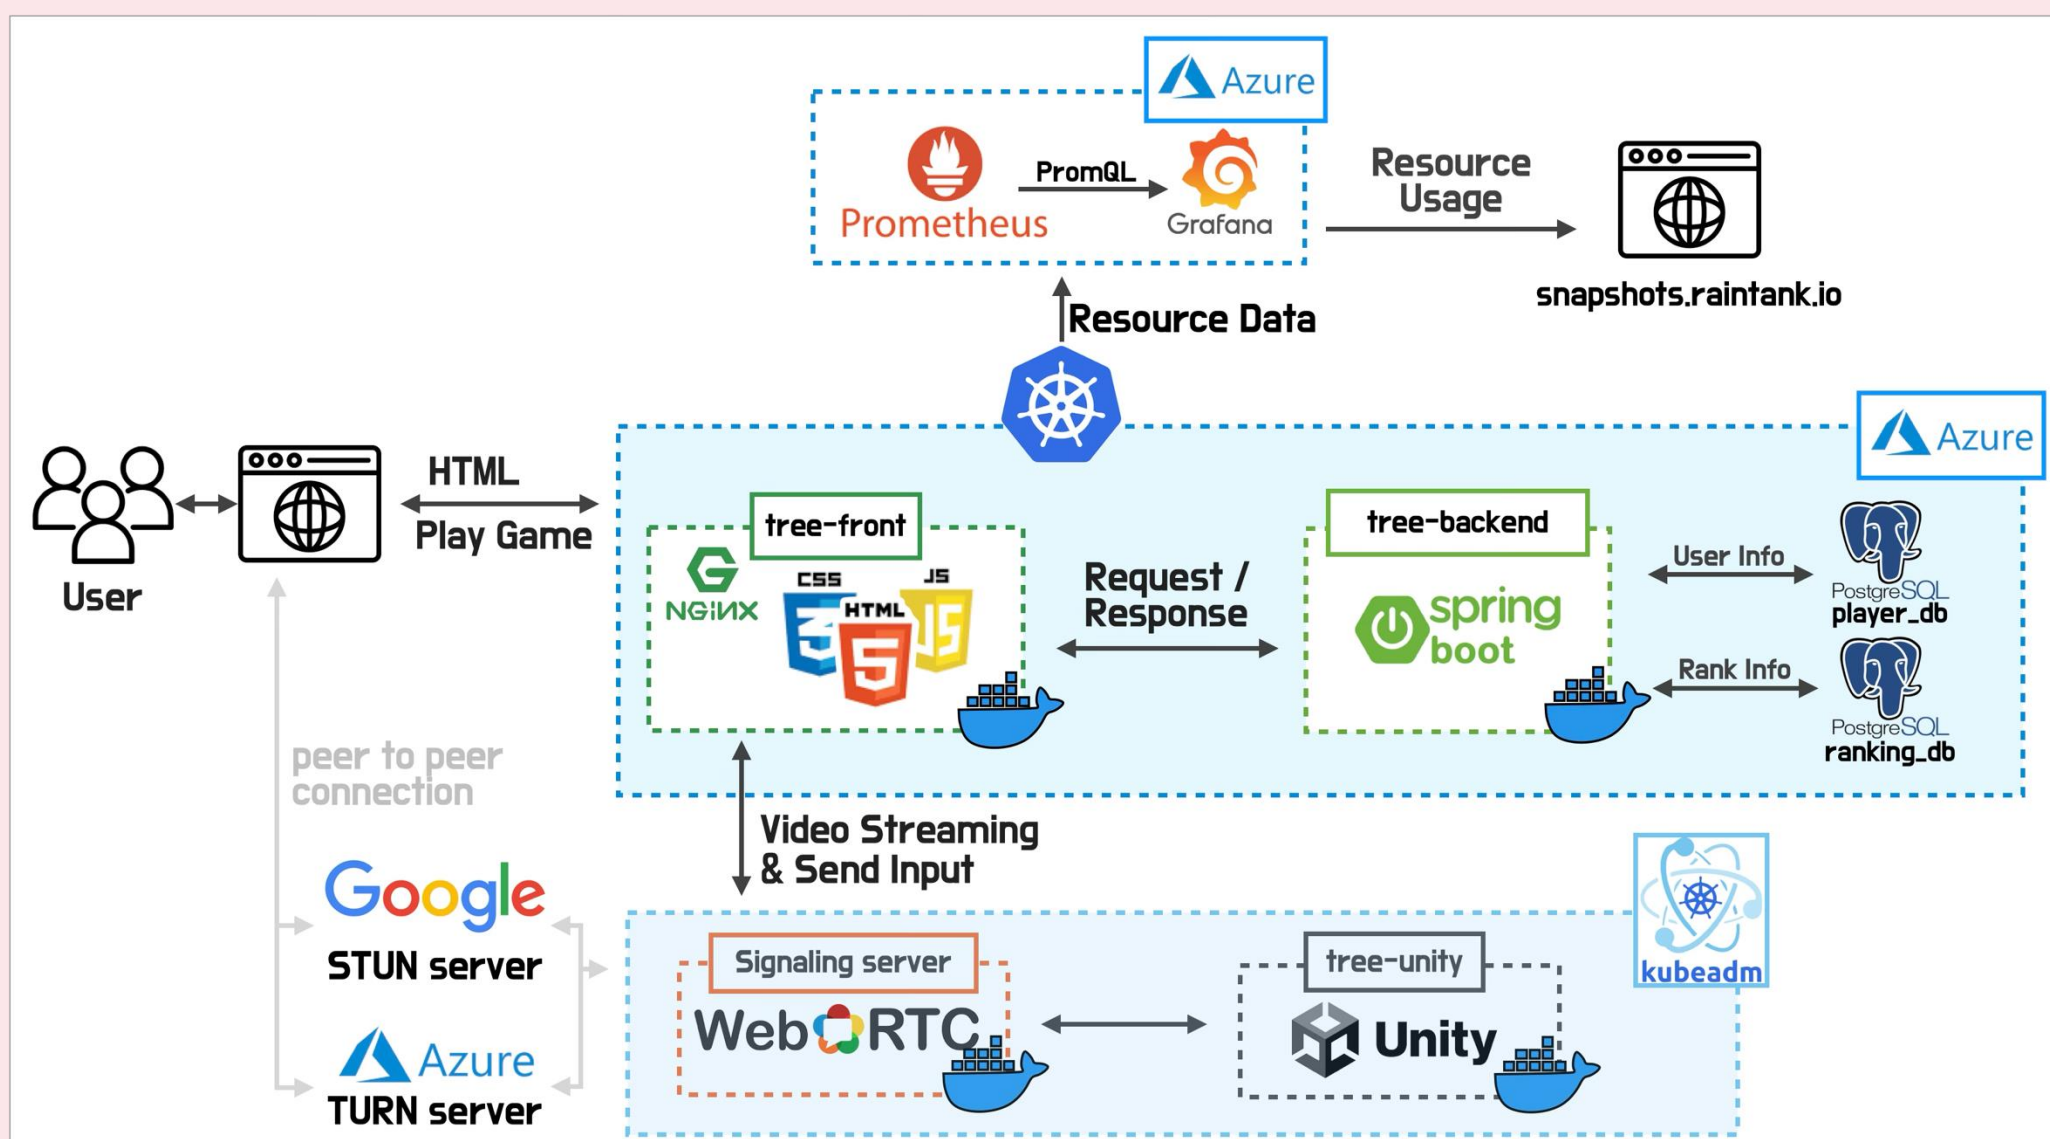 Azure
PromQL
Prometheus
Grafana
Resource
Usage
snapshots.raintank.io
Resource Data
Azure
User
HTML
Play Game
tree-front
NGiNX
CSS
HTML
JS
JS
3
5
Request /
Response
tree-backend
spring
boot
User Info
PostgreSQL
player_db
Rank Info
PostgreSQL
ranking_db
peer to peer
connection
Video Streaming
& Send Input
Google
STUN server
Azure
TURN server
Signaling server
WebRTC
tree-unity
Unity
kubeadm